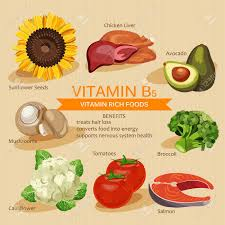 Chicken Liver
Avocado
Sunflower Seeds
VITAMIN B5
VITAMIN RICH FOODS
BENEFITS
treats hair loss
converts food into energy
supports nervous system health
Mushrooms
Tomatoes
Broccoli
Cauliflower
Salmon